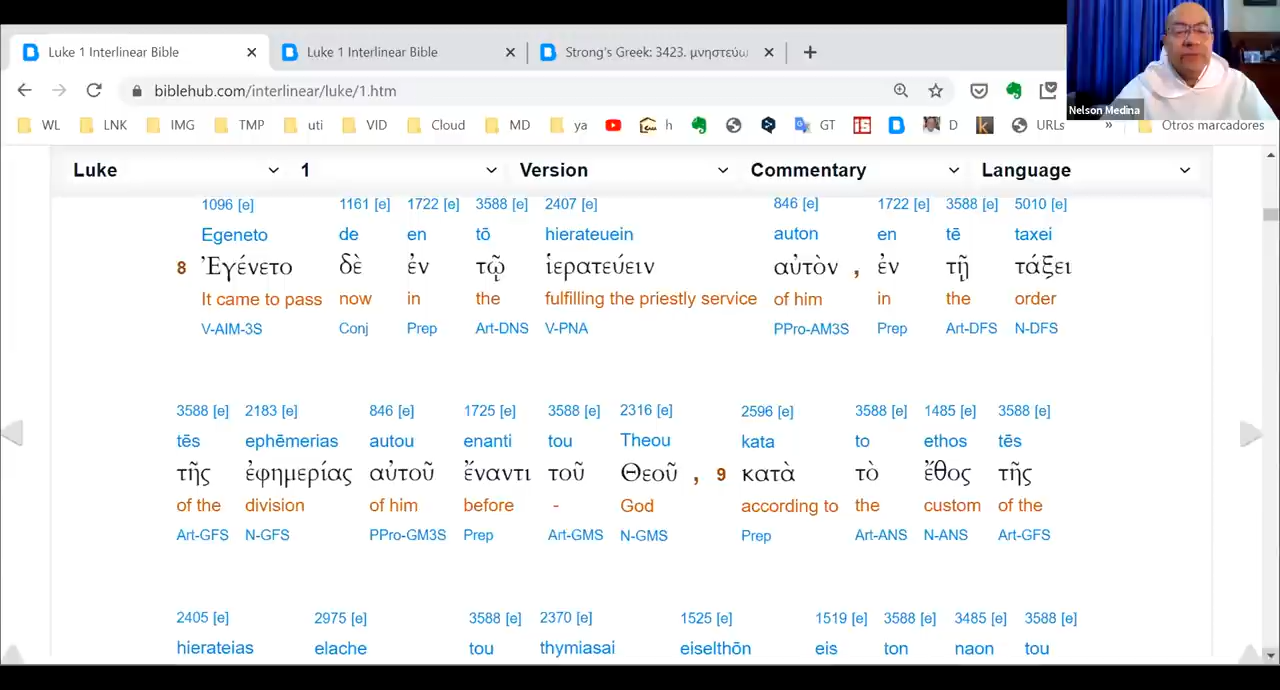 Luke 1 Interlinear Bible × Luke 1 Interlinear Bible × Strong's Greek: 3423. μνηστεύω ×
biblehub.com/interlinear/luke/1.htm
Nelson Medina
WL LNK IMG TMP uti VID Cloud MD ya h GT D k URLs » Otros marcadores
Luke 1 Version Commentary Language
1096 [e] 1161 [e] 1722 [e] 3588 [e] 2407 [e] 846 [e] 1722 [e] 3588 [e] 5010 [e]
Egeneto de en tō hierateuein auton en tē taxei
8 Ἐγένετο δὲ ἐν τῷ ἱερατεύειν αὐτὸν , ἐν τῇ τάξει
It came to pass now in the fulfilling the priestly service of him in the order
V-AIM-3S Conj Prep Art-DNS V-PNA PPro-AM3S Prep Art-DFS N-DFS
3588 [e] 2183 [e] 846 [e] 1725 [e] 3588 [e] 2316 [e] 2596 [e] 3588 [e] 1485 [e] 3588 [e]
tēs ephēmerias autou enanti tou Theou kata to ethos tēs
τῆς ἐφημερίας αὐτοῦ ἔναντι τοῦ Θεοῦ , 9 κατὰ τὸ ἔθος τῆς
of the division of him before - God according to the custom of the
Art-GFS N-GFS PPro-GM3S Prep Art-GMS N-GMS Prep Art-ANS N-ANS Art-GFS
2405 [e] 2975 [e] 3588 [e] 2370 [e] 1525 [e] 1519 [e] 3588 [e] 3485 [e] 3588 [e]
hierateias elache tou thymiasai eiselthōn eis ton naon tou